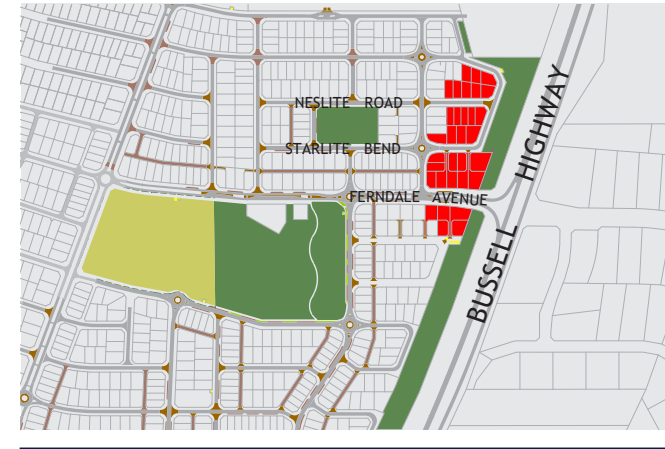 NESLITE ROAD
STARLITE BEND
FERNDALE AVENUE
BUSSELL HIGHWAY